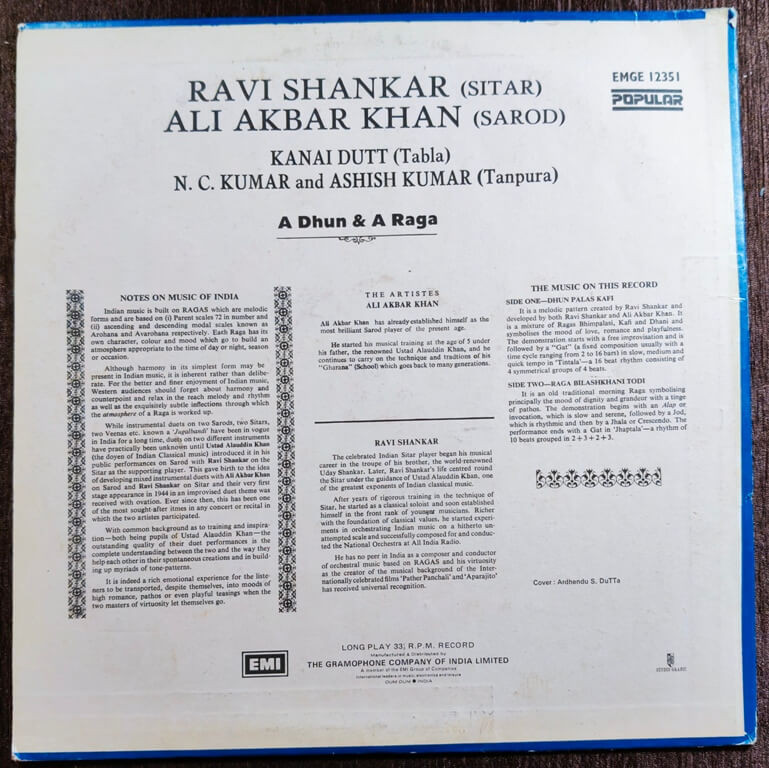 RAVI SHANKAR (SITAR)
ALI AKBAR KHAN (SAROD)
EMGE 12351
POPULAR
KANAI DUTT (Tabla)
N. C. KUMAR and ASHISH KUMAR (Tanpura)
A Dhun & A Raga
NOTES ON MUSIC OF INDIA
Indian music is built on RAGAS which are melodic
forms and are based on (i) Parent scales 72 in number and
(ii) ascending and descending modal scales known as
Arohana and Avarohana respectively. Each Raga has its
own character, colour and mood which go to build an
atmosphere appropriate to the time of day or night, season
or occasion.
Although harmony in its simplest form may be
present in Indian music, it is inherent rather than delibe-
rate. For the better and finer enjoyment of Indian music,
Western audiences should forget about harmony and
counterpoint and relax in the reach melody and rhythm
as well as the exquisitely subtle inflections through which
the atmosphere of a Raga is worked up.
While instrumental duets on two Sarods, two Sitars,
two Veenas etc. known a 'Jugalbandi' have been in vogue
in India for a long time, duets on two different instruments
have practically been unknown until Ustad Alauddin Khan
(the doyen of Indian Classical music) introduced it in his
public performances on Sarod with Ravi Shankar on the
Sitar as the supporting player. This gave birth to the idea
of developing mixed instrumental duets with Ali Akbar Khan
on Sarod and Ravi Shankar on Sitar and their very first
stage appearance in 1944 in an improvised duet theme was
received with ovation. Ever since then, this has been one
of the most sought-after itmes in any concert or recital in
which the two artistes participated.
With common background as to training and inspira-
tion—both being pupils of Ustad Alauddin Khan—the
outstanding quality of their duet performances is the
complete understanding between the two and the way they
help each other in their spontaneous creations and in build-
ing up myriads of tone-patterns.
It is indeed a rich emotional experience for the liste-
ners to be transported, despite themselves, into moods of
high romance, pathos or even playful teasings when the
two masters of virtuosity let themselves go.
THE ARTISTES
ALI AKBAR KHAN
Ali Akbar Khan has already established himself as the
most brilliant Sarod player of the present age.
He started his musical training at the age of 5 under
his father, the renowned Ustad Alauddin Khan, and he
continues to carry on the technique and traditions of his
"Gharana" (School) which goes back to many generations.
RAVI SHANKAR
The celebrated Indian Sitar player began his musical
career in the troupe of his brother, the world-renowned
Uday Shankar. Later, Ravi Shankar's life centred round
the Sitar under the guidance of Ustad Alauddin Khan, one
of the greatest exponents of Indian classical music.
After years of rigorous training in the technique of
Sitar, he started as a classical soloist and soon established
himself in the front rank of younger musicians. Richer
with the foundation of classical values, he started experi-
ments in orchestrating Indian music on a hitherto un-
attempted scale and successfully composed for and conduc-
ted the National Orchestra at All India Radio.
He has no peer in India as a composer and conductor
of orchestral music based on RAGAS and his virtuosity
as the creator of the musical background of the Inter-
nationally celebrated films 'Pather Panchali' and 'Aparajito'
has received universal recognition.
THE MUSIC ON THIS RECORD
SIDE ONE—DHUN PALAS KAFI
It is a melodic pattern created by Ravi Shankar and
developed by both Ravi Shankar and Ali Akbar Khan. It
is a mixture of Ragas Bhimpalasi, Kafi and Dhani and
symbolises the mood of love, romance and playfulness.
The demonstration starts with a free improvisation and is
followed by a "Gat" (a fixed composition usually with a
time cycle ranging from 2 to 16 bars) in slow, medium and
quick tempo in "Tintala"—a 16 beat rhythm consisting of
4 symmetrical groups of 4 beats.
SIDE TWO—RAGA BILASHKHANI TODI
It is an old traditional morning Raga symbolising
principally the mood of dignity and grandeur with a tinge
of pathos. The demonstration begins with an Alap or
invocation, which is slow and serene, followed by a Jod,
which is rhythmic and then by a Jhala or Crescendo. The
performance ends with a Gat in 'Jhaptala'—a rhythm of
10 beats grouped in 2+3+2+3.
Cover : Ardhendu S. DuTTa
EMI
LONG PLAY 33⅓ R.P.M. RECORD
Manufactured & Distributed by
THE GRAMOPHONE COMPANY OF INDIA LIMITED
A member of the EMI Group of Companies
International leaders in music, electronics and leisure
DUM DUM ● INDIA